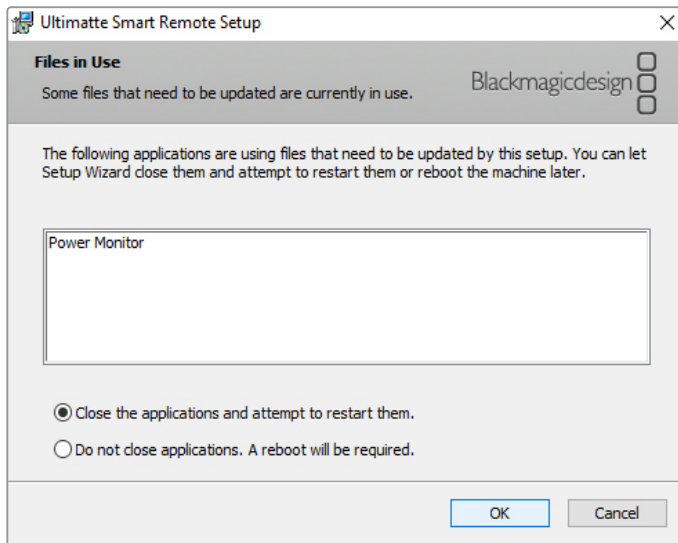 Ultimatte Smart Remote Setup
Files in Use
Some files that need to be updated are currently in use.
Blackmagicdesign
The following applications are using files that need to be updated by this setup. You can let
Setup Wizard close them and attempt to restart them or reboot the machine later.
Power Monitor
Close the applications and attempt to restart them.
Do not close applications. A reboot will be required.
OK
Cancel